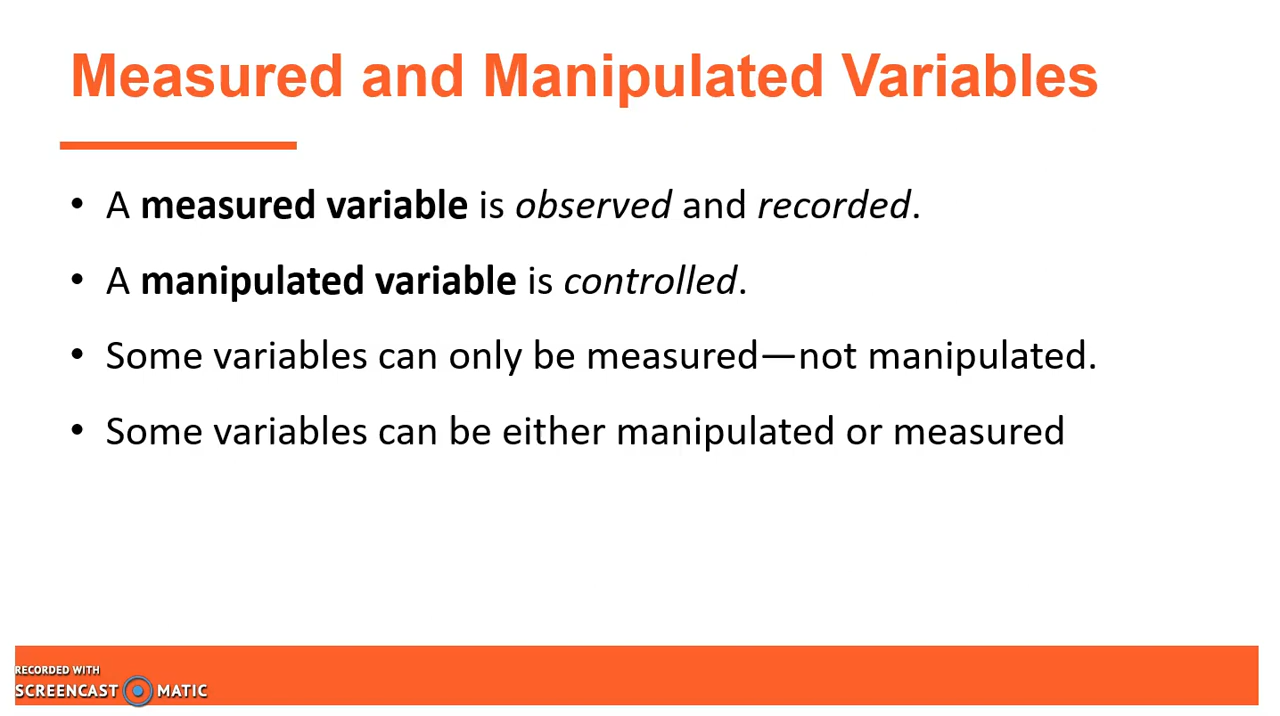 Measured and Manipulated Variables
• A measured variable is observed and recorded.
• A manipulated variable is controlled.
• Some variables can only be measured—not manipulated.
• Some variables can be either manipulated or measured
RECORDED WITH
SCREENCAST MATIC